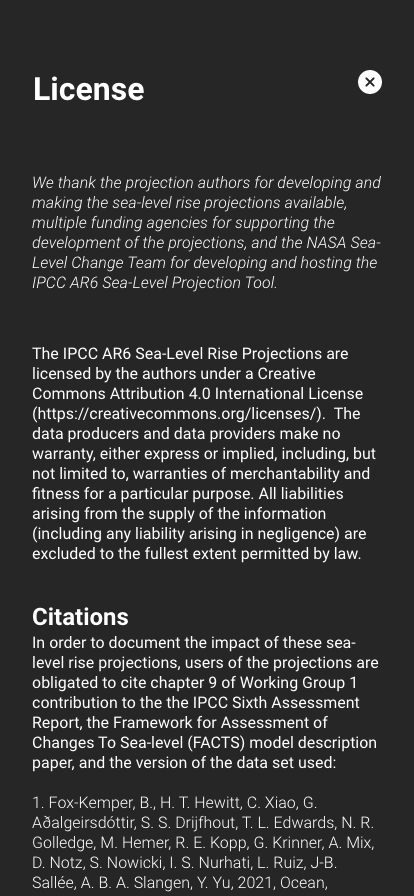 License
We thank the projection authors for developing and
making the sea-level rise projections available,
multiple funding agencies for supporting the
development of the projections, and the NASA Sea-
Level Change Team for developing and hosting the
IPCC AR6 Sea-Level Projection Tool.
The IPCC AR6 Sea-Level Rise Projections are
licensed by the authors under a Creative
Commons Attribution 4.0 International License
(https://creativecommons.org/licenses/).  The
data producers and data providers make no
warranty, either express or implied, including, but
not limited to, warranties of merchantability and
fitness for a particular purpose. All liabilities
arising from the supply of the information
(including any liability arising in negligence) are
excluded to the fullest extent permitted by law.
Citations
In order to document the impact of these sea-
level rise projections, users of the projections are
obligated to cite chapter 9 of Working Group 1
contribution to the the IPCC Sixth Assessment
Report, the Framework for Assessment of
Changes To Sea-level (FACTS) model description
paper, and the version of the data set used:
1. Fox-Kemper, B., H. T. Hewitt, C. Xiao, G.
Aðalgeirsdóttir, S. S. Drijfhout, T. L. Edwards, N. R.
Golledge, M. Hemer, R. E. Kopp, G. Krinner, A. Mix,
D. Notz, S. Nowicki, I. S. Nurhati, L. Ruiz, J-B.
Sallée, A. B. A. Slangen, Y. Yu, 2021, Ocean,